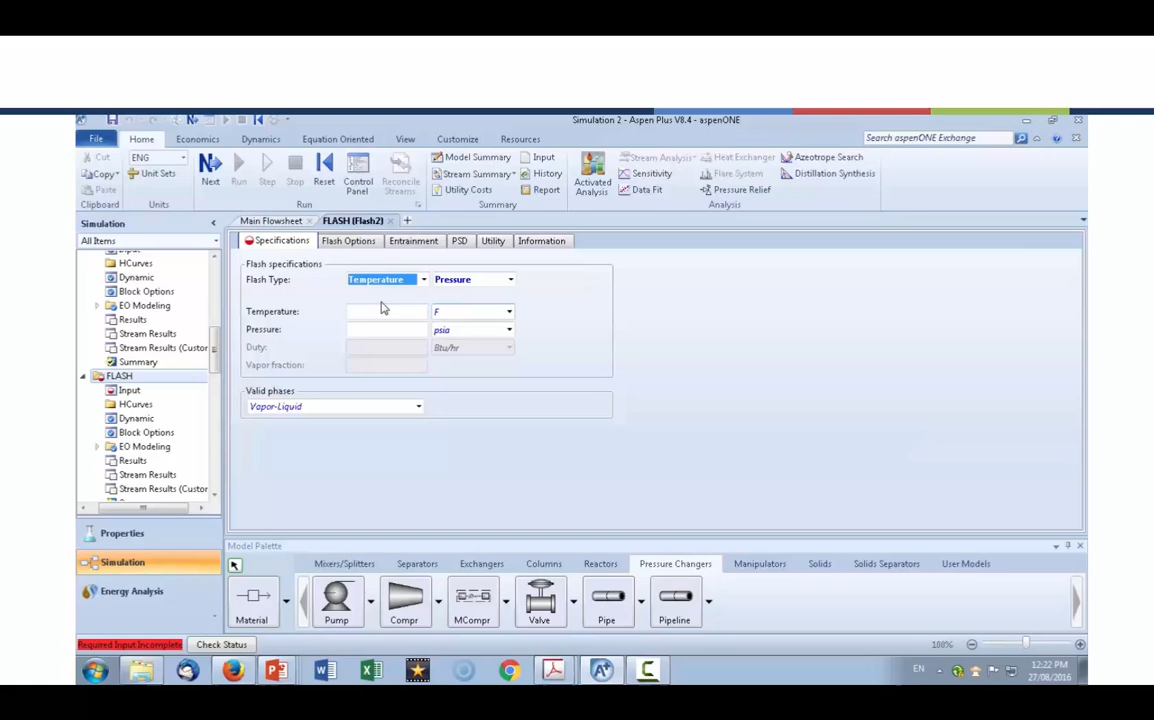 Simulation 2 - Aspen Plus V8.4 - aspenONE
File Home Economics Dynamics Equation Oriented View Customize Resources Search aspenONE Exchange
Cut ENG Model Summary Input Stream Analysis Heat Exchanger Azeotrope Search
Copy Unit Sets Next Run Step Stop Reset Control Panel Reconcile Streams Stream Summary History Activated Analysis Sensitivity Flare System Distillation Synthesis
Paste Utility Costs Report Data Fit Pressure Relief
Clipboard Units Run Summary Analysis
Simulation Main Flowsheet FLASH (Flash2) +
All Items Specifications Flash Options Entrainment PSD Utility Information
Input
HCurves
Dynamic
Block Options
EO Modeling
Results
Stream Results
Stream Results (Custor
Summary
FLASH
Input
HCurves
Dynamic
Block Options
EO Modeling
Results
Stream Results
Stream Results (Custor
Flash specifications
Flash Type: Temperature Pressure
Temperature: F
Pressure: psia
Duty: Btu/hr
Vapor fraction:
Valid phases
Vapor-Liquid
Properties
Simulation
Energy Analysis
Model Palette
Mixers/Splitters Separators Exchangers Columns Reactors Pressure Changers Manipulators Solids Solids Separators User Models
Material Pump Compr MCompr Valve Pipe Pipeline
Required Input Incomplete Check Status 100%
EN 12:22 PM
27/08/2016